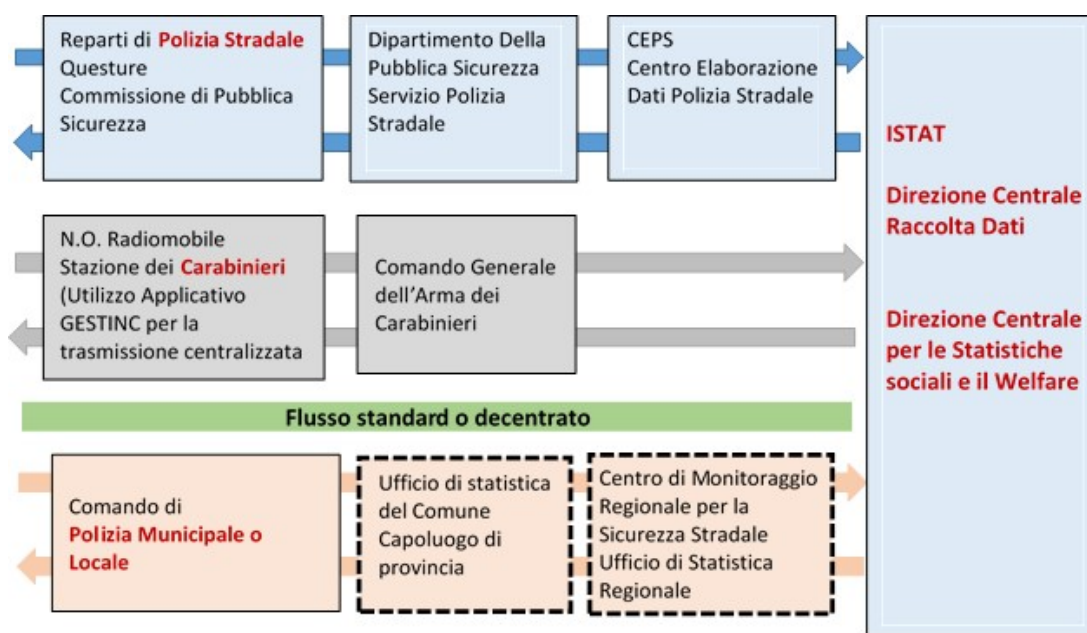 Reparti di Polizia Stradale
Questure
Commissione di Pubblica
Sicurezza
Dipartimento Della
Pubblica Sicurezza
Servizio Polizia
Stradale
CEPS
Centro Elaborazione
Dati Polizia Stradale
N.O. Radiomobile
Stazione dei Carabinieri
(Utilizzo Applicativo
GESTINC per la
trasmissione centralizzata
Comando Generale
dell'Arma dei
Carabinieri
Flusso standard o decentrato
Comando di
Polizia Municipale o
Locale
Ufficio di statistica
del Comune
Capoluogo di
provincia
Centro di Monitoraggio
Regionale per la
Sicurezza Stradale
Ufficio di Statistica
Regionale
ISTAT
Direzione Centrale
Raccolta Dati
Direzione Centrale
per le Statistiche
sociali e il Welfare